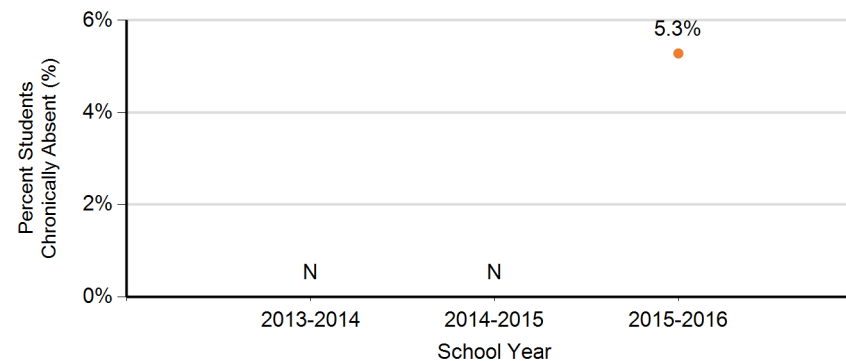 Percent Students
Chronically Absent (%)
6%
4%
2%
0%
5.3%
N
N
2013-2014
2014-2015
2015-2016
School Year